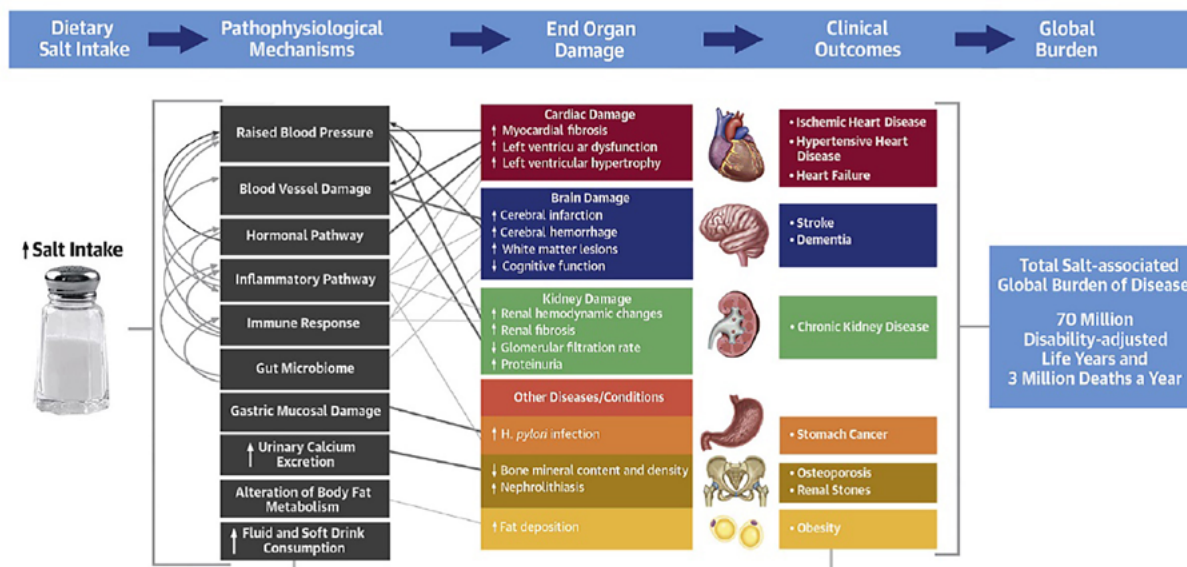 Dietary
Salt Intake
Pathophysiological
Mechanisms
End Organ
Damage
Clinical
Outcomes
Global
Burden
↑ Salt Intake
Raised Blood Pressure
Blood Vessel Damage
Hormonal Pathway
Inflammatory Pathway
Immune Response
Gut Microbiome
Gastric Mucosal Damage
↑ Urinary Calcium
Excretion
Alteration of Body Fat
Metabolism
↑ Fluid and Soft Drink
Consumption
Cardiac Damage
↑ Myocardial fibrosis
↑ Left ventricu ar dysfunction
↑ Left ventricular hypertrophy
Brain Damage
↑ Cerebral infarction
↑ Cerebral hemorrhage
↑ White matter lesions
↓ Cognitive function
Kidney Damage
↑ Renal hemodynamic changes
↑ Renal fibrosis
↓ Glomerular filtration rate
↑ Proteinuria
Other Diseases/Conditions
↑ H. pylori infection
↓ Bone mineral content and density
↑ Nephrolithiasis
↑ Fat deposition
• Ischemic Heart Disease
• Hypertensive Heart
Disease
• Heart Failure
• Stroke
• Dementia
• Chronic Kidney Disease
• Stomach Cancer
• Osteoporosis
• Renal Stones
• Obesity
Total Salt-associated
Global Burden of Disease:
70 Million
Disability-adjusted
Life Years and
3 Million Deaths a Year